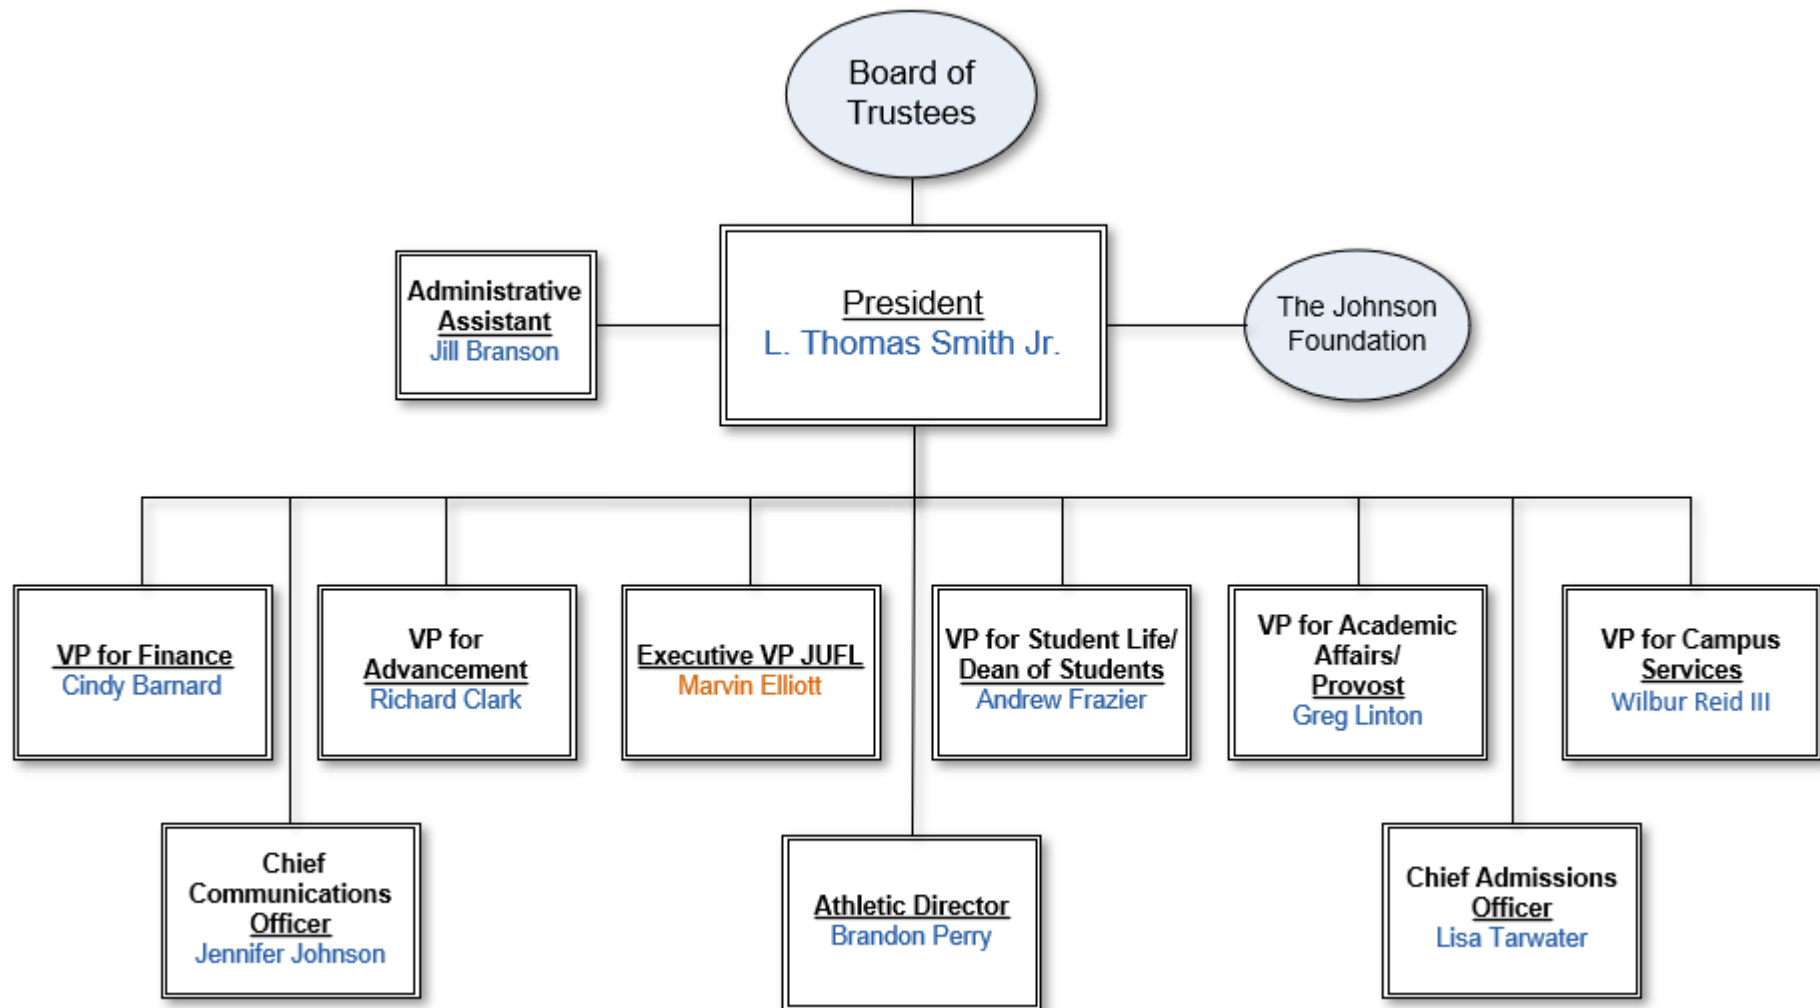 Board of
Trustees
Administrative
Assistant
Jill Branson
President
L. Thomas Smith Jr.
The Johnson
Foundation
VP for Finance
Cindy Barnard
VP for
Advancement
Richard Clark
Executive VP JUFL
Marvin Elliott
VP for Student Life/
Dean of Students
Andrew Frazier
VP for Academic
Affairs/
Provost
Greg Linton
VP for Campus
Services
Wilbur Reid III
Chief
Communications
Officer
Jennifer Johnson
Athletic Director
Brandon Perry
Chief Admissions
Officer
Lisa Tarwater